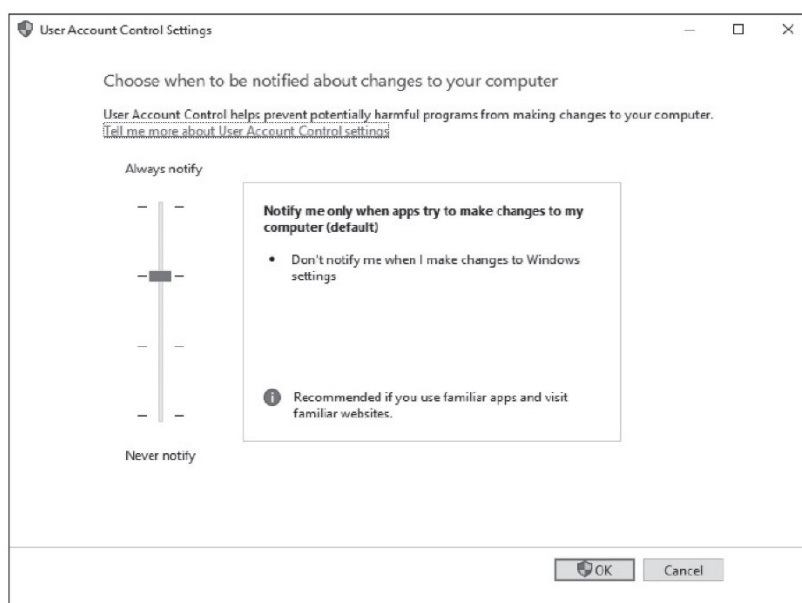 User Account Control Settings
Choose when to be notified about changes to your computer
User Account Control helps prevent potentially harmful programs from making changes to your computer.
Tell me more about User Account Control settings
Always notify
Notify me only when apps try to make changes to my
computer (default)
• Don't notify me when I make changes to Windows
settings
Recommended if you use familiar apps and visit
familiar websites.
Never notify
OK
Cancel